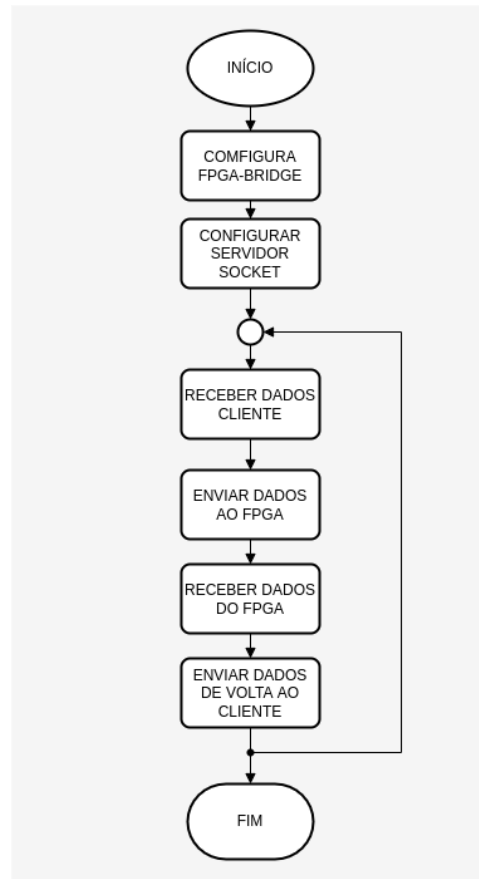 INÍCIO
COMFIGURA
FPGA-BRIDGE
CONFIGURAR
SERVIDOR
SOCKET
RECEBER DADOS
CLIENTE
ENVIAR DADOS
AO FPGA
RECEBER DADOS
DO FPGA
ENVIAR DADOS
DE VOLTA AO
CLIENTE
FIM